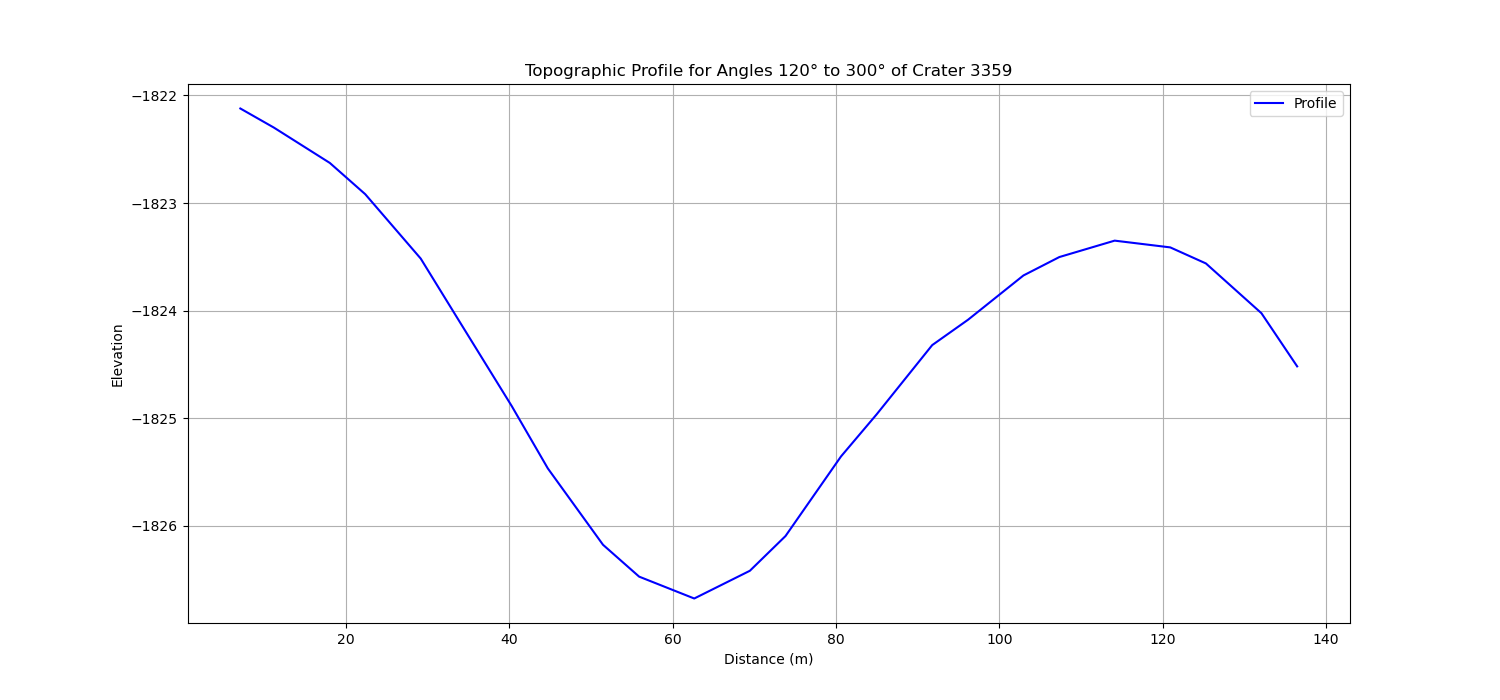 Topographic Profile for Angles 120° to 300° of Crater 3359
Profile
−1822
−1823
−1824
−1825
−1826
Elevation
20 40 60 80 100 120 140
Distance (m)